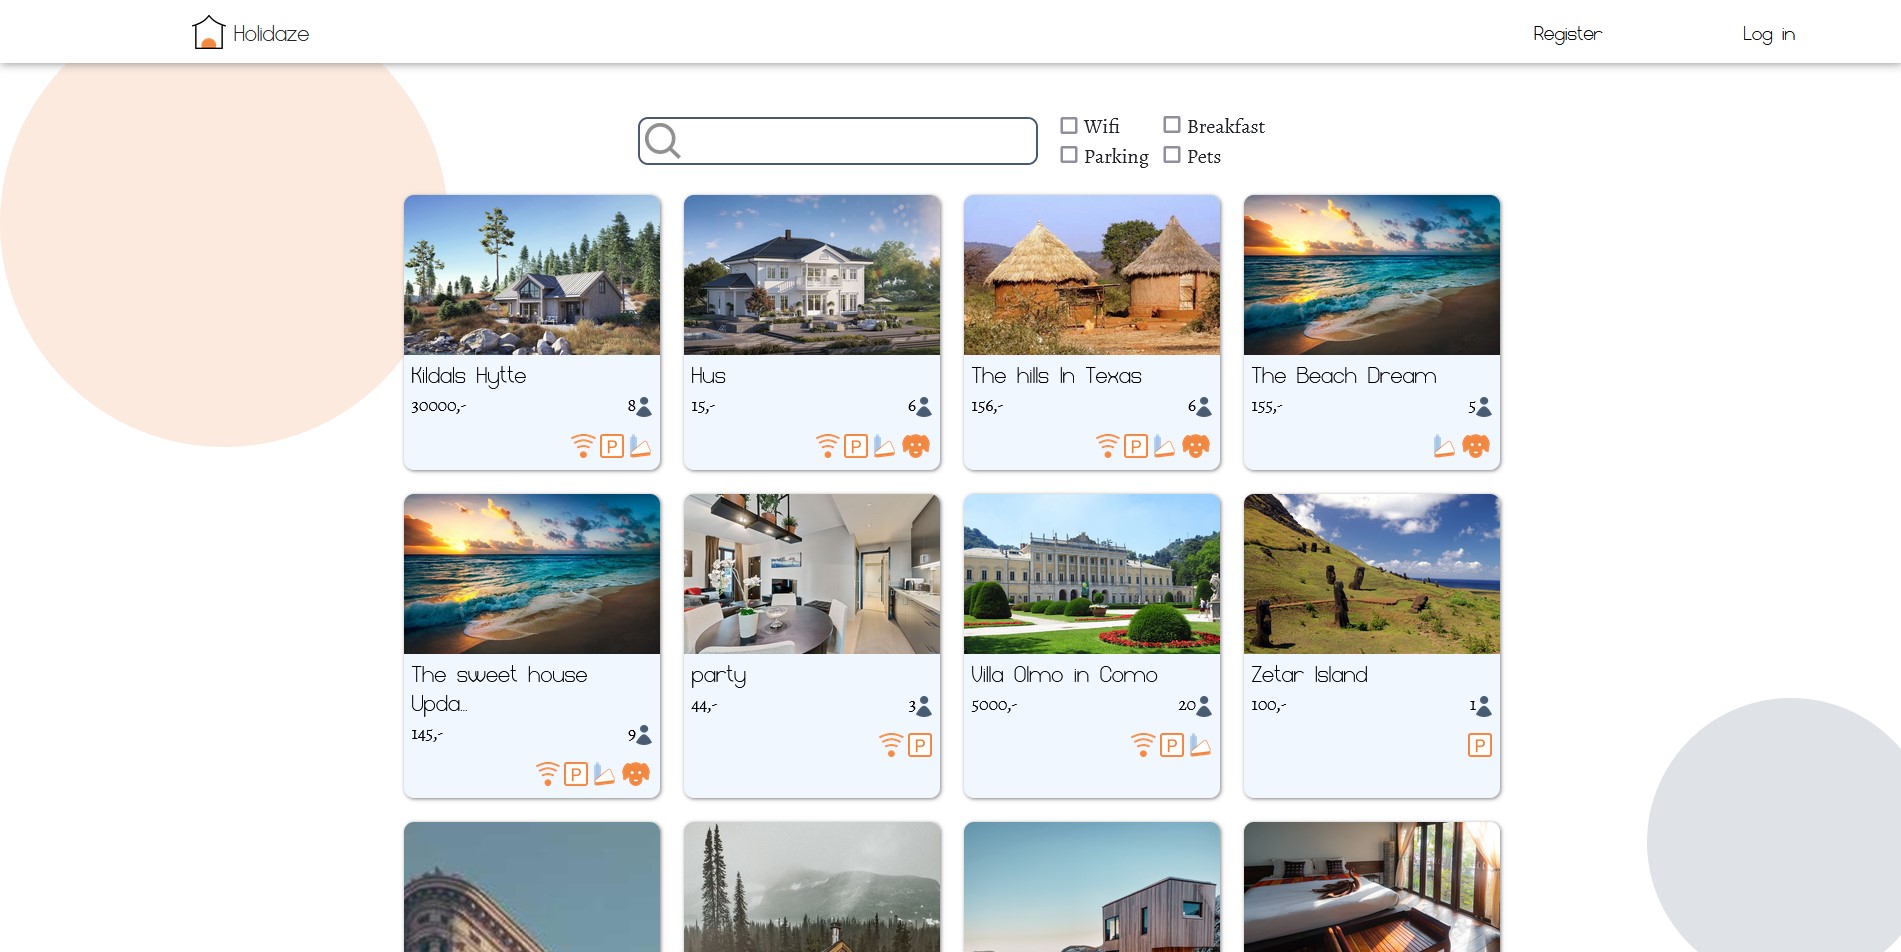 Holidaze
Register
Log in
Wifi
Breakfast
Parking
Pets
Kildals Hytte
30000,-
8
P
Hus
15,-
6
P
The hills In Texas
156,-
6
P
The Beach Dream
155,-
5
The sweet house
Upda...
145,-
9
P
party
44,-
3
P
Villa Olmo in Como
5000,-
20
P
Zetar Island
100,-
1
P